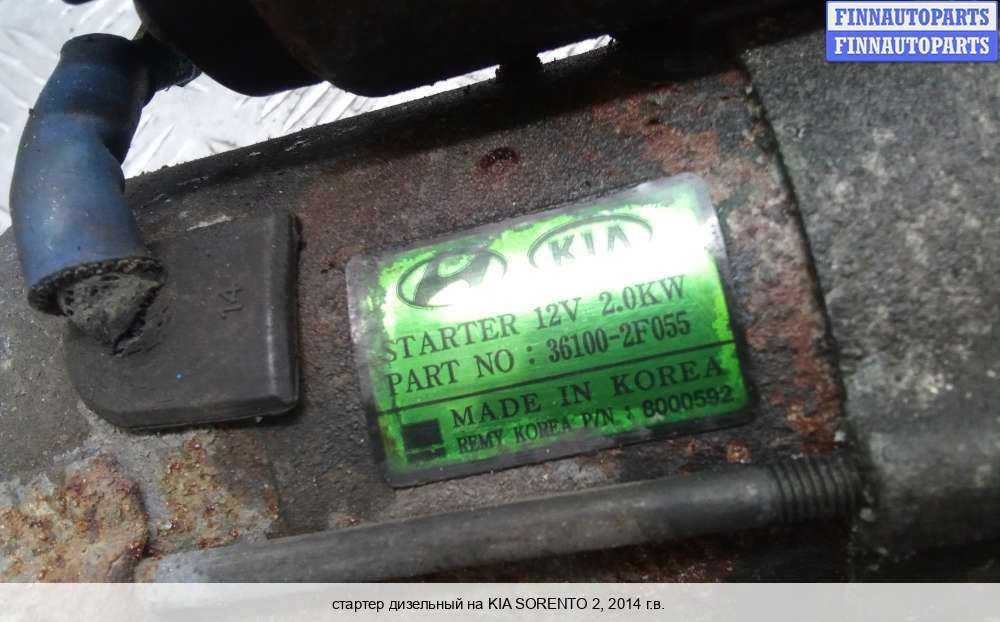 FINNAUTOPARTS
FINNAUTOPARTS
KIA
STARTER 12V 2.0KW
PART NO : 36100-2F055
MADE IN KOREA
REMY KOREA P/N : 8000592
14
стартер дизельный на KIA SORENTO 2, 2014 г.в.